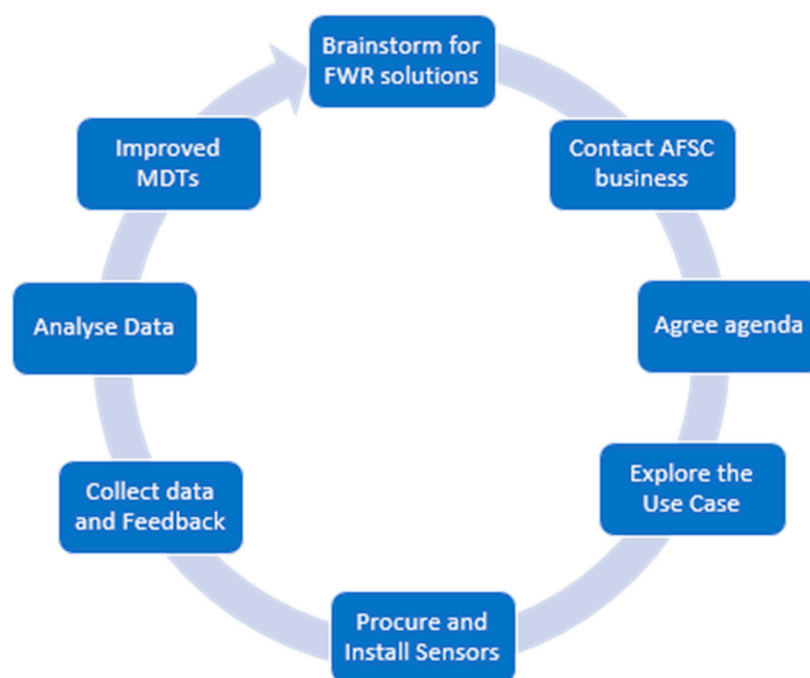 Brainstorm for
FWR solutions
Contact AFSC
business
Agree agenda
Explore the
Use Case
Procure and
Install Sensors
Collect data
and Feedback
Analyse Data
Improved
MDTs